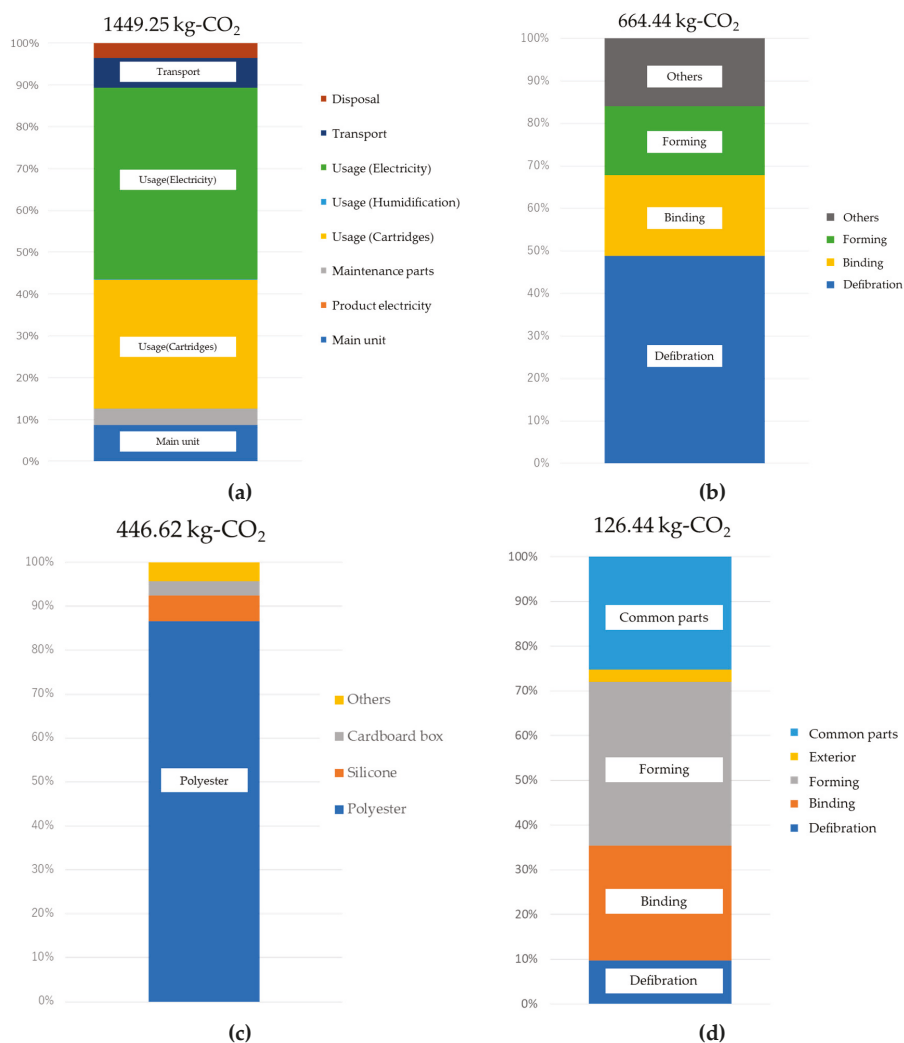 1449.25 kg-CO₂
100%
90%
80%
70%
60%
50%
40%
30%
20%
10%
0%
Transport
Usage(Electricity)
Usage(Cartridges)
Main unit
Disposal
Transport
Usage (Electricity)
Usage (Humidification)
Usage (Cartridges)
Maintenance parts
Product electricity
Main unit
(a)
664.44 kg-CO₂
100%
90%
80%
70%
60%
50%
40%
30%
20%
10%
0%
Others
Forming
Binding
Defibration
Others
Forming
Binding
Defibration
(b)
446.62 kg-CO₂
100%
90%
80%
70%
60%
50%
40%
30%
20%
10%
0%
Polyester
Others
Cardboard box
Silicone
Polyester
(c)
126.44 kg-CO₂
100%
90%
80%
70%
60%
50%
40%
30%
20%
10%
0%
Common parts
Forming
Binding
Defibration
Common parts
Exterior
Forming
Binding
Defibration
(d)